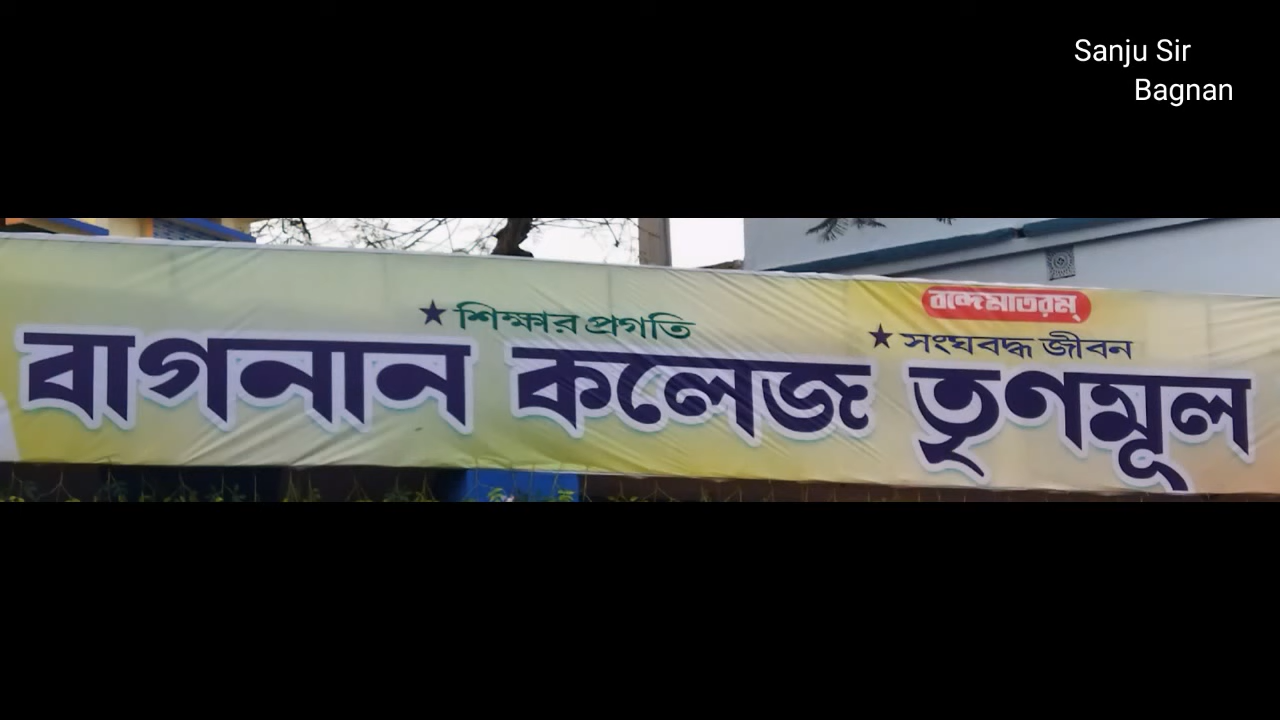 Sanju Sir
Bagnan
বন্দেমাতরম্
★ শিক্ষার প্রগতি
★ সংঘবদ্ধ জীবন
বাগনান কলেজ তৃণমূল